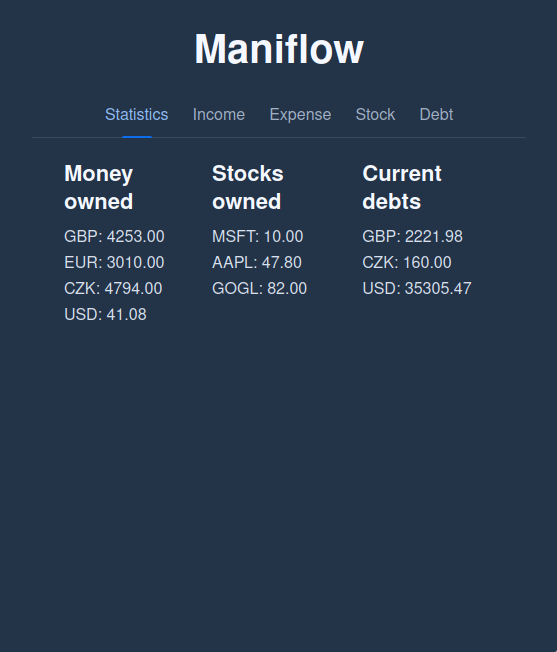 Maniflow
Statistics Income Expense Stock Debt
Money
owned
GBP: 4253.00
EUR: 3010.00
CZK: 4794.00
USD: 41.08
Stocks
owned
MSFT: 10.00
AAPL: 47.80
GOGL: 82.00
Current
debts
GBP: 2221.98
CZK: 160.00
USD: 35305.47